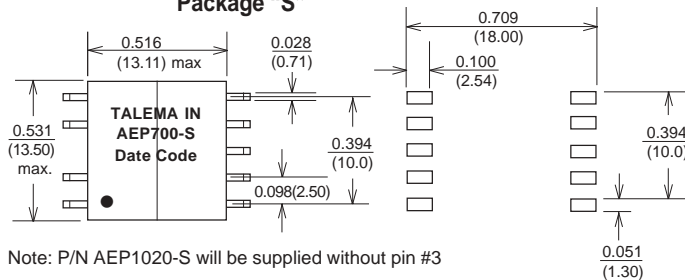 Package "S"
0.516
(13.11) max
0.028
(0.71)
0.709
(18.00)
0.100
(2.54)
TALEMA IN
AEP700-S
Date Code
0.531
(13.50)
max.
0.394
(10.0)
0.098(2.50)
0.394
(10.0)
0.051
(1.30)
Note: P/N AEP1020-S will be supplied without pin #3